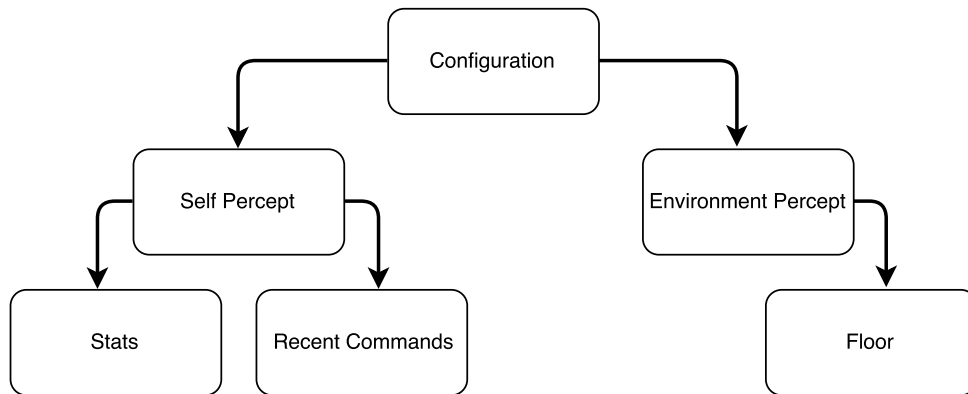 Configuration
Self Percept
Environment Percept
Stats
Recent Commands
Floor